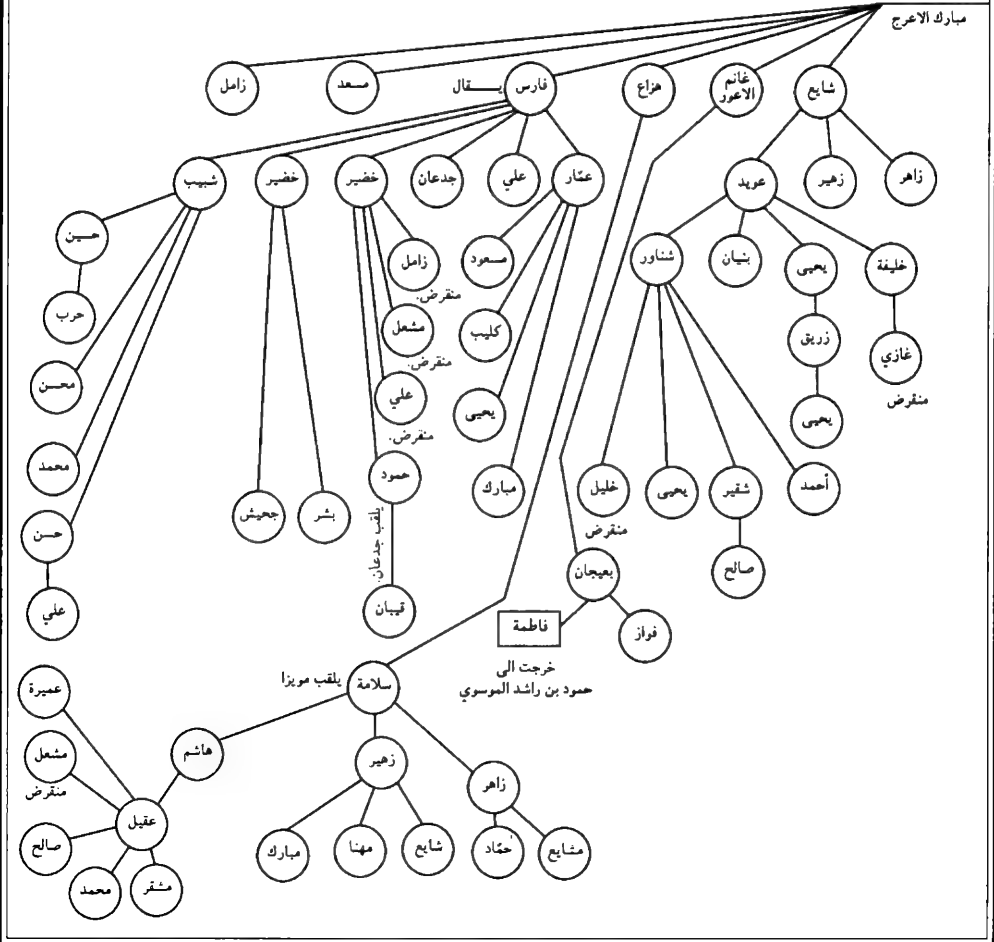 مبارك الاعرج
شايع
غانم
الاعور
هزاع
فارس
يـــقال
مسعد
زامل
زاهر
زهير
عويد
عمّار
علي
جدعان
خضير
خضير
شبيب
خليفة
يحيى
بنيان
شناور
مسعود
زامل
منقرض.
حسين
غازي
منقرض
زريق
كليب
مشعل
منقرض.
حرب
يحيى
يحيى
علي
منقرض.
محسن
أحمد
شقير
يحيى
خليل
منقرض
مبارك
حمود
يلقب جدعان.
بشر
جحيش
محمد
حسن
صالح
بعيجان
فواز
فاطمة
خرجت الى
حمود بن راشد الموسوي
قيبان
علي
سلامة
يلقب مويزا
عميرة
زاهر
زهير
هاشم
مشعل
منقرض
عقيل
مشايع
حمّاد
شايع
مهنا
مبارك
صالح
مشقر
محمد